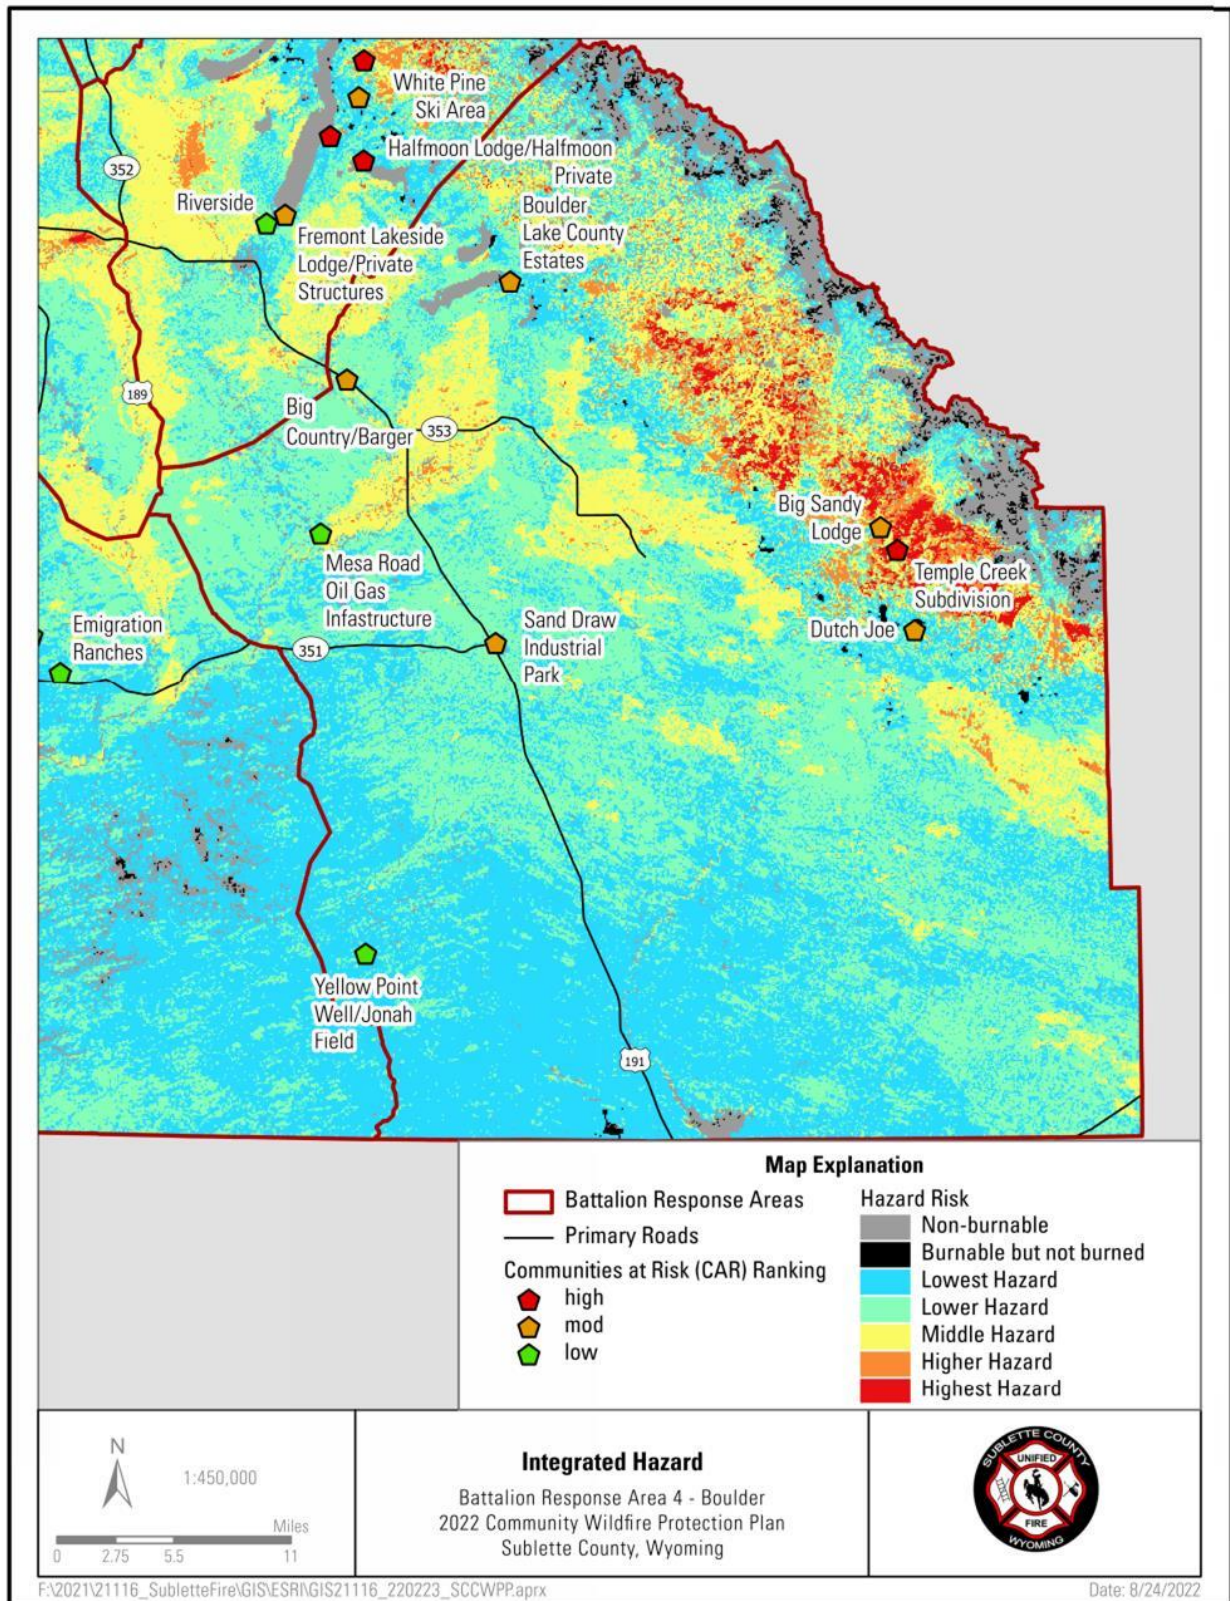 White Pine
Ski Area
Halfmoon Lodge/Halfmoon
Private
352
Riverside
Boulder
Lake County
Estates
Fremont Lakeside
Lodge/Private
Structures
189
Big
Country/Barger
353
Big Sandy
Lodge
Mesa Road
Oil Gas
Infastructure
Temple Creek
Subdivision
Emigration
Ranches
Sand Draw
Industrial
Park
Dutch Joe
351
Yellow Point
Well/Jonah
Field
191
Map Explanation
Battalion Response Areas
Primary Roads
Communities at Risk (CAR) Ranking
high
mod
low
Hazard Risk
Non-burnable
Burnable but not burned
Lowest Hazard
Lower Hazard
Middle Hazard
Higher Hazard
Highest Hazard
N
1:450,000
Miles
0 2.75 5.5 11
Integrated Hazard
Battalion Response Area 4 - Boulder
2022 Community Wildfire Protection Plan
Sublette County, Wyoming
SUBLETTE COUNTY
UNIFIED
FIRE
WYOMING
F:\2021\21116_SubletteFire\GIS\ESRI\GIS21116_220223_SCCWPP.aprx
Date: 8/24/2022